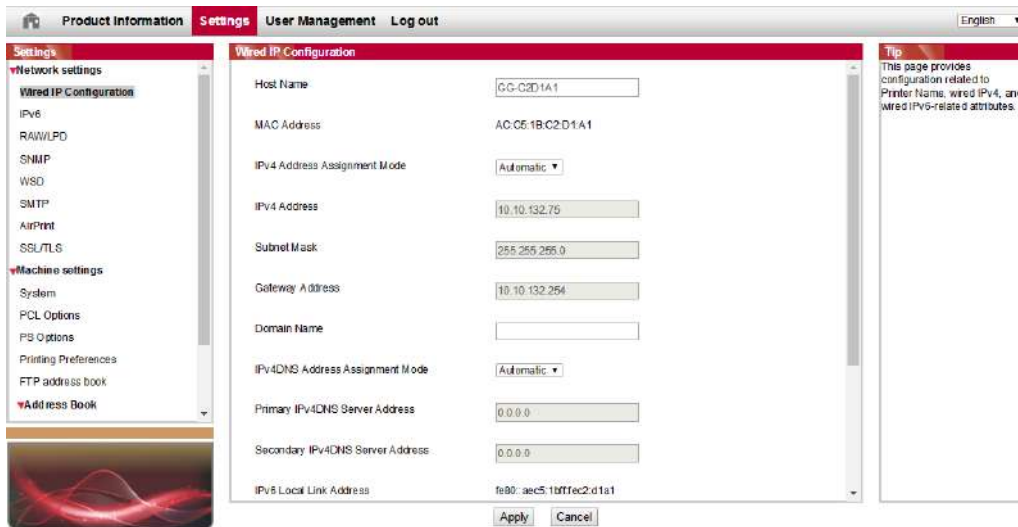 Product Information Settings User Management Log out English
Settings
Network settings
Wired IP Configuration
IPv6
RAW/LPD
SNMP
WSD
SMTP
AirPrint
SSL/TLS
Machine settings
System
PCL Options
PS Options
Printing Preferences
FTP address book
Address Book
Wired IP Configuration
Host Name GG-C2D1A1
MAC Address AC:C5:1B:C2:D1:A1
IPv4 Address Assignment Mode Automatic
IPv4 Address 10.10.132.75
Subnet Mask 255.255.255.0
Gateway Address 10.10.132.254
Domain Name
IPv4DNS Address Assignment Mode Automatic
Primary IPv4DNS Server Address 0.0.0.0
Secondary IPv4DNS Server Address 0.0.0.0
IPv6 Local Link Address fe80::aec5:1bff:fec2:d1a1
Apply Cancel
Tip
This page provides
configuration related to
Printer Name, wired IPv4, and
wired IPv6-related attributes.